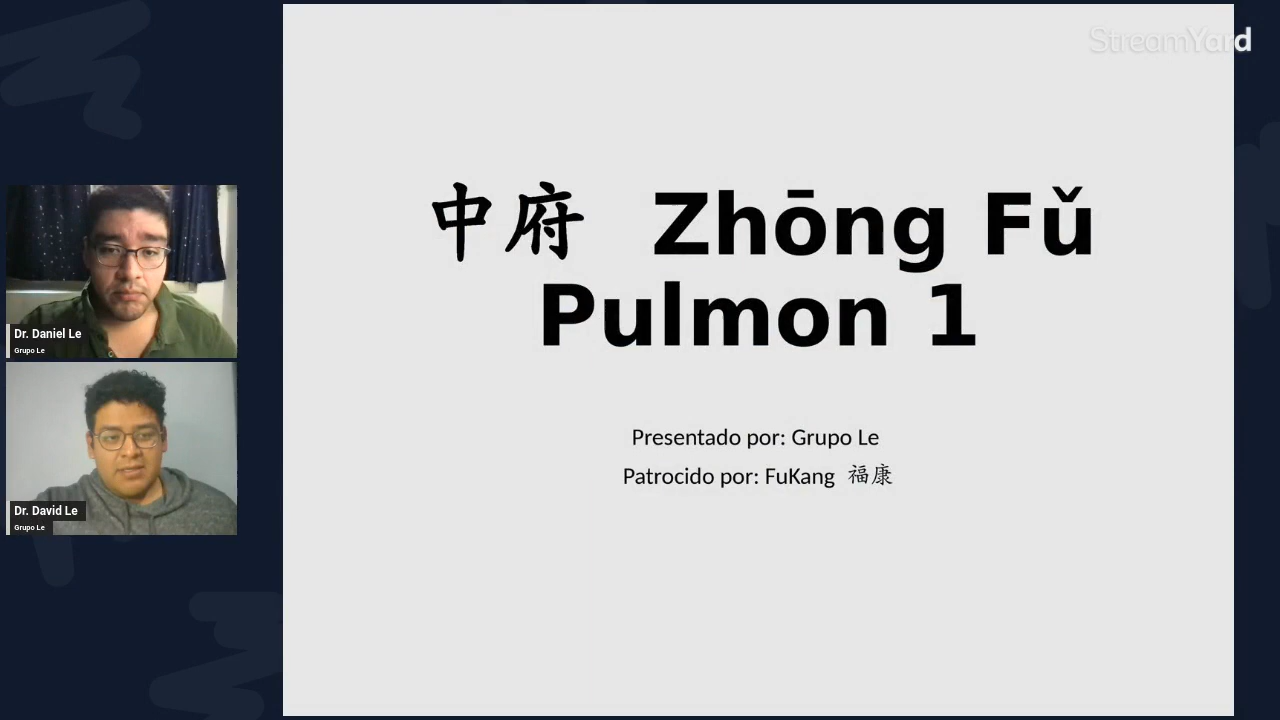 StreamYard
中府 Zhōng Fǔ
Pulmon 1
Presentado por: Grupo Le
Patrocido por: FuKang 福康
Dr. Daniel Le
Grupo Le
Dr. David Le
Grupo Le